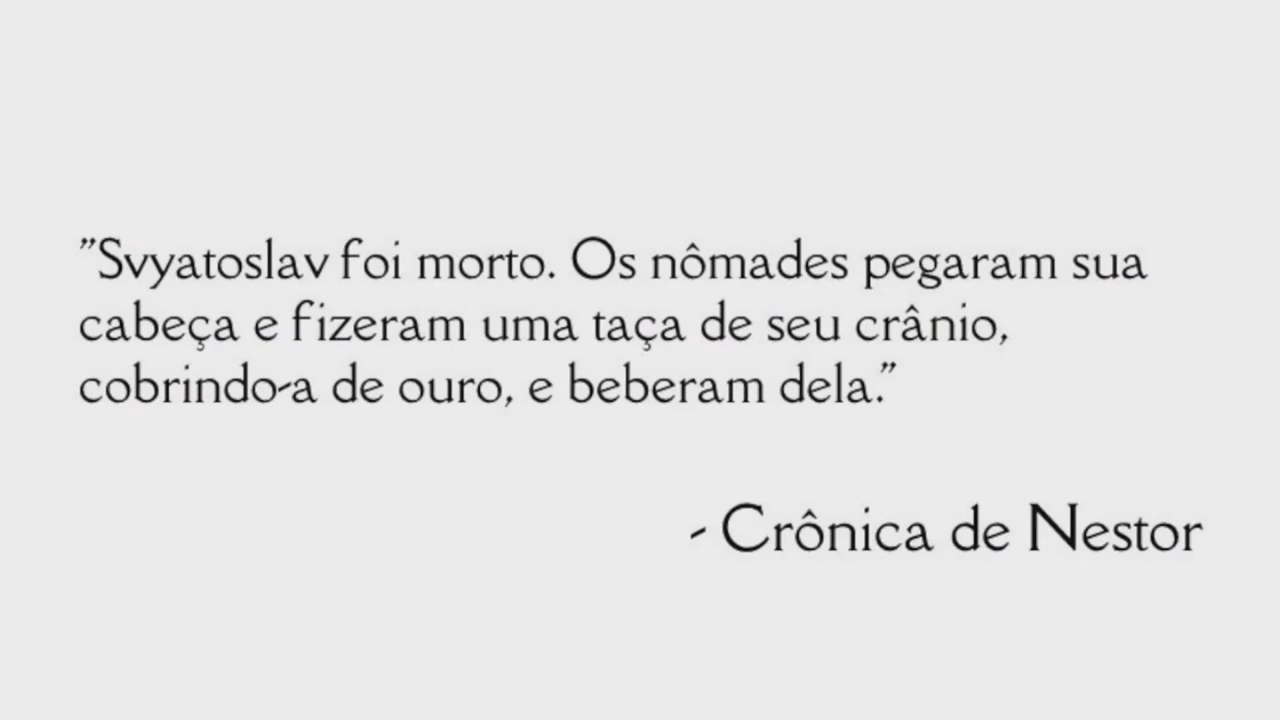 "Svyatoslav foi morto. Os nômades pegaram sua
cabeça e fizeram uma taça de seu crânio,
cobrindo-a de ouro, e beberam dela."
- Crônica de Nestor